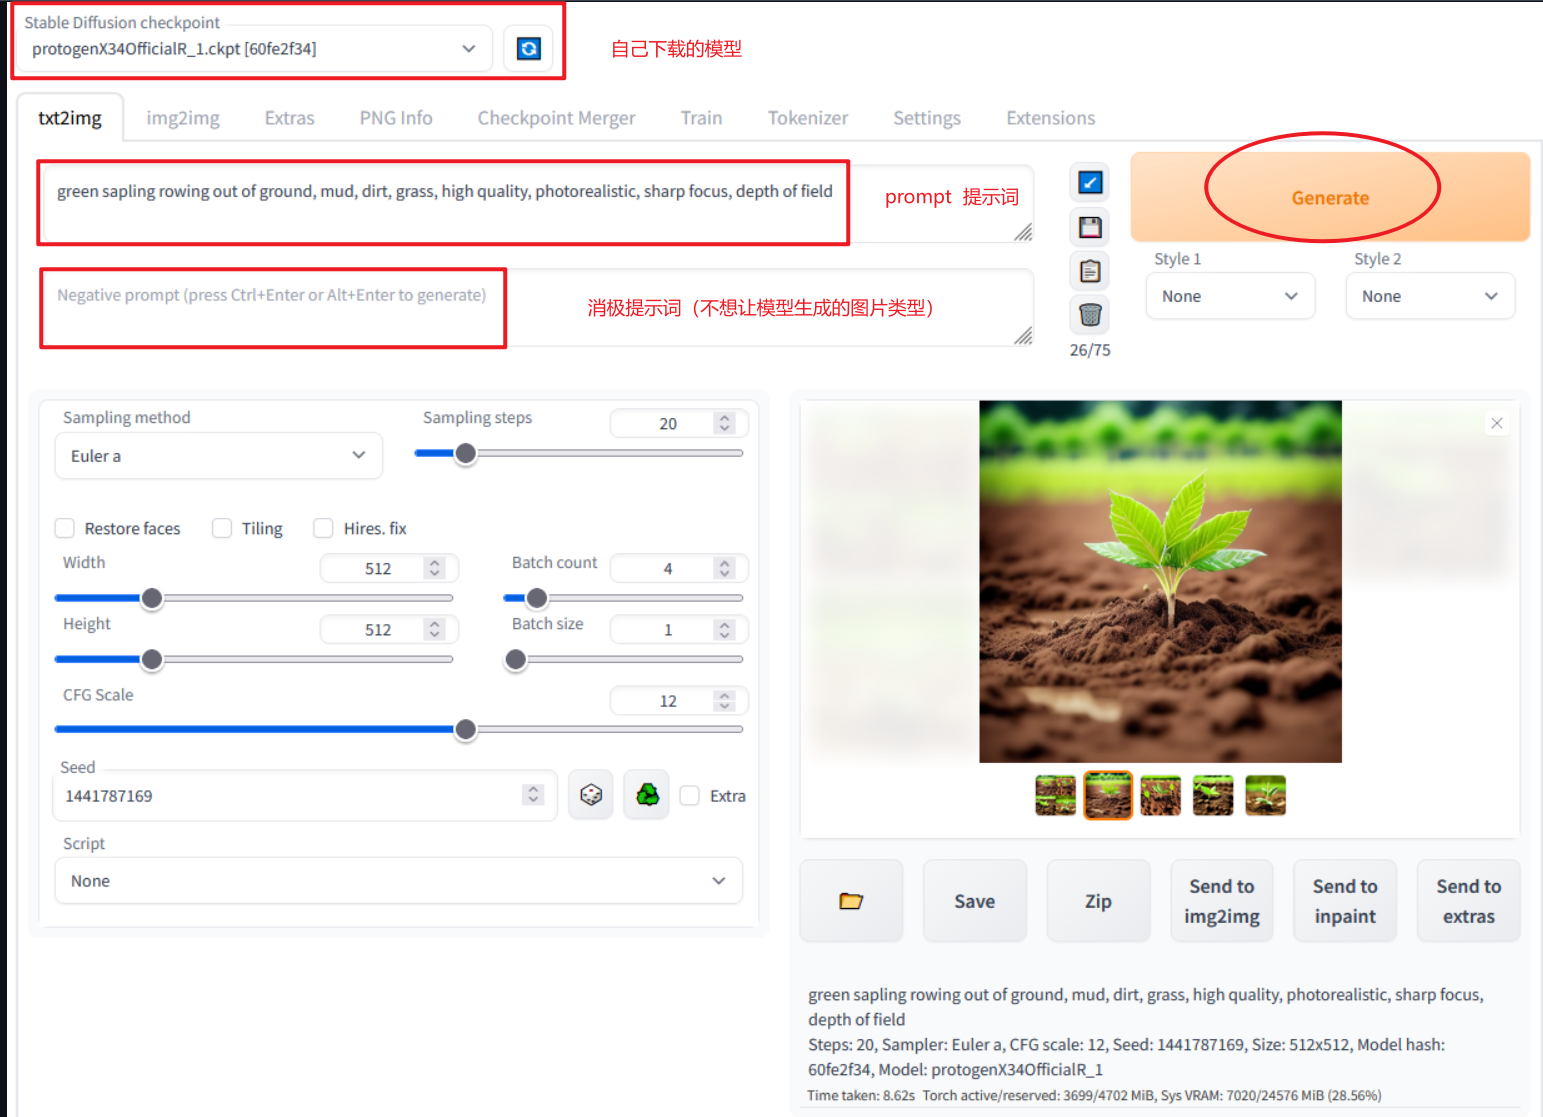 Stable Diffusion checkpoint
protogenX34OfficialR_1.ckpt [60fe2f34]
自己下载的模型
txt2img img2img Extras PNG Info Checkpoint Merger Train Tokenizer Settings Extensions
green sapling rowing out of ground, mud, dirt, grass, high quality, photorealistic, sharp focus, depth of field
prompt 提示词
Generate
Style 1 Style 2
None None
Negative prompt (press Ctrl+Enter or Alt+Enter to generate)
消极提示词（不想让模型生成的图片类型）
26/75
Sampling method
Euler a
Sampling steps 20
Restore faces Tiling Hires. fix
Width 512
Batch count 4
Height 512
Batch size 1
CFG Scale 12
Seed
1441787169
Extra
Script
None
Save
Zip
Send to
img2img
Send to
inpaint
Send to
extras
green sapling rowing out of ground, mud, dirt, grass, high quality, photorealistic, sharp focus,
depth of field
Steps: 20, Sampler: Euler a, CFG scale: 12, Seed: 1441787169, Size: 512x512, Model hash:
60fe2f34, Model: protogenX34OfficialR_1
Time taken: 8.62s Torch active/reserved: 3699/4702 MiB, Sys VRAM: 7020/24576 MiB (28.56%)